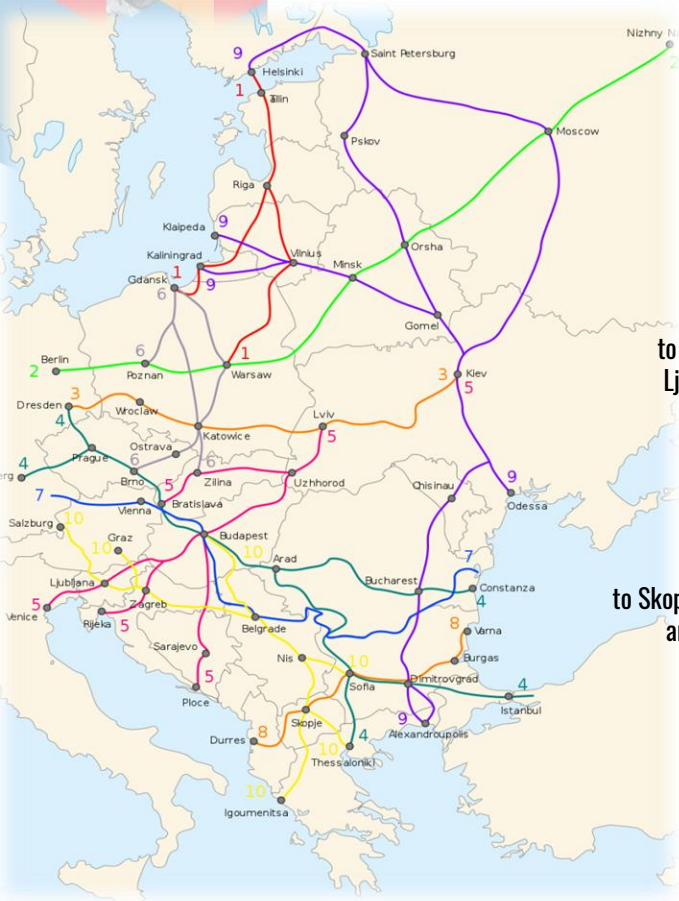 Nizhny N
2
9
Saint Petersburg
Helsinki
1
Moscow
Pskov
Riga
Klaipeda
9
Orsha
Kaliningrad
Vilnius
Minsk
1
Gdansk
9
6
Gomel
to
6
1
Berlin
2
Poznan
Warsaw
Lj
3
Kiev
5
Dresden
3
Wroclaw
4
Lviv
5
Katowice
Ostrava
Prague
4
6
6
Brno
Zilina
Uzhhorod
5
Chisinau
9
7
Bratislava
Odessa
Vienna
Salzburg
10
Budapest
Graz
10
10
7
Arad
Ljubljana
Bucharest
Constanza
4
Zagreb
to Skop
Venice
5
Rijeka
5
Belgrade
8
Varna
Sarajevo
Nis
10
Burgas
5
Sofia
Dimitrovgrad
4
Ploce
Skopje
9
Istanbul
Durres
8
10
4
Alexandroupolis
Thessaloniki
10
Igoumenitsa